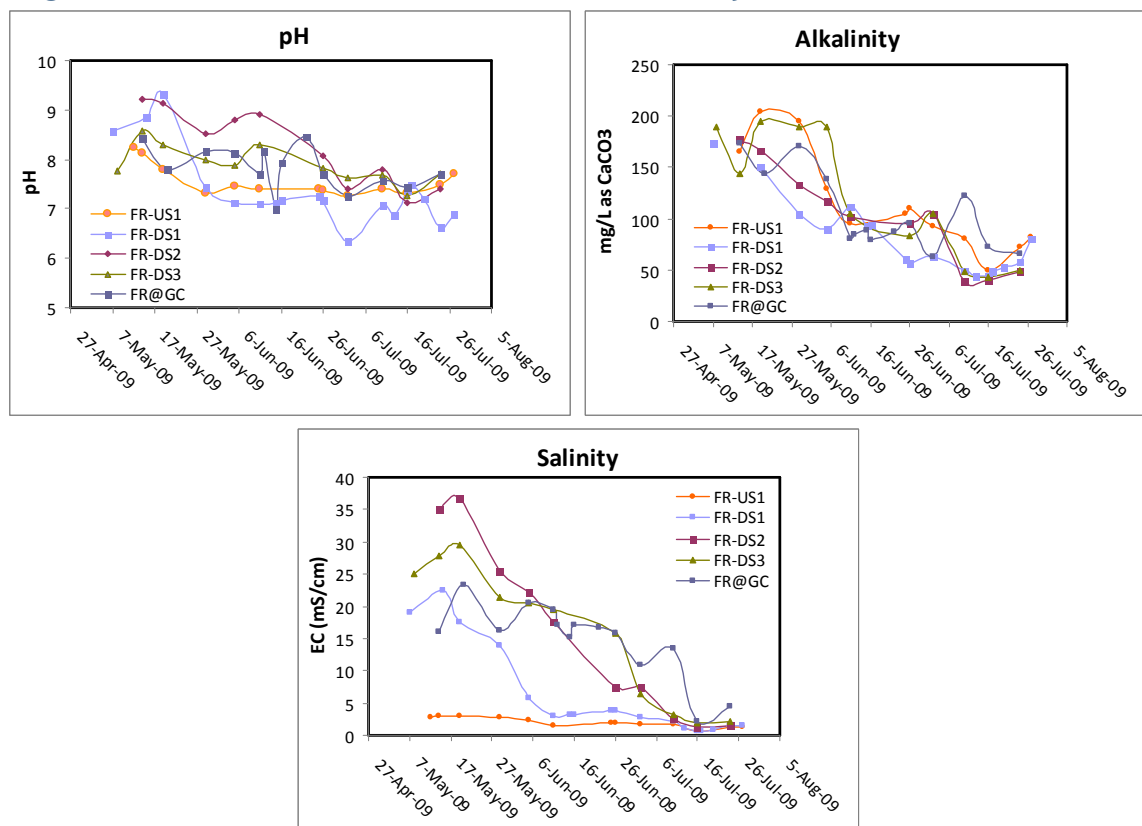 pH
10
9
8
7
6
5
pH
FR-US1
FR-DS1
FR-DS2
FR-DS3
FR@GC
27-Apr-09
7-May-09
17-May-09
27-May-09
6-Jun-09
16-Jun-09
26-Jun-09
6-Jul-09
16-Jul-09
26-Jul-09
5-Aug-09
Alkalinity
250
200
150
100
50
0
mg/L as CaCO3
FR-US1
FR-DS1
FR-DS2
FR-DS3
FR@GC
27-Apr-09
7-May-09
17-May-09
27-May-09
6-Jun-09
16-Jun-09
26-Jun-09
6-Jul-09
16-Jul-09
26-Jul-09
5-Aug-09
Salinity
40
35
30
25
20
15
10
5
0
EC (mS/cm)
FR-US1
FR-DS1
FR-DS2
FR-DS3
FR@GC
27-Apr-09
7-May-09
17-May-09
27-May-09
6-Jun-09
16-Jun-09
26-Jun-09
6-Jul-09
16-Jul-09
26-Jul-09
5-Aug-09